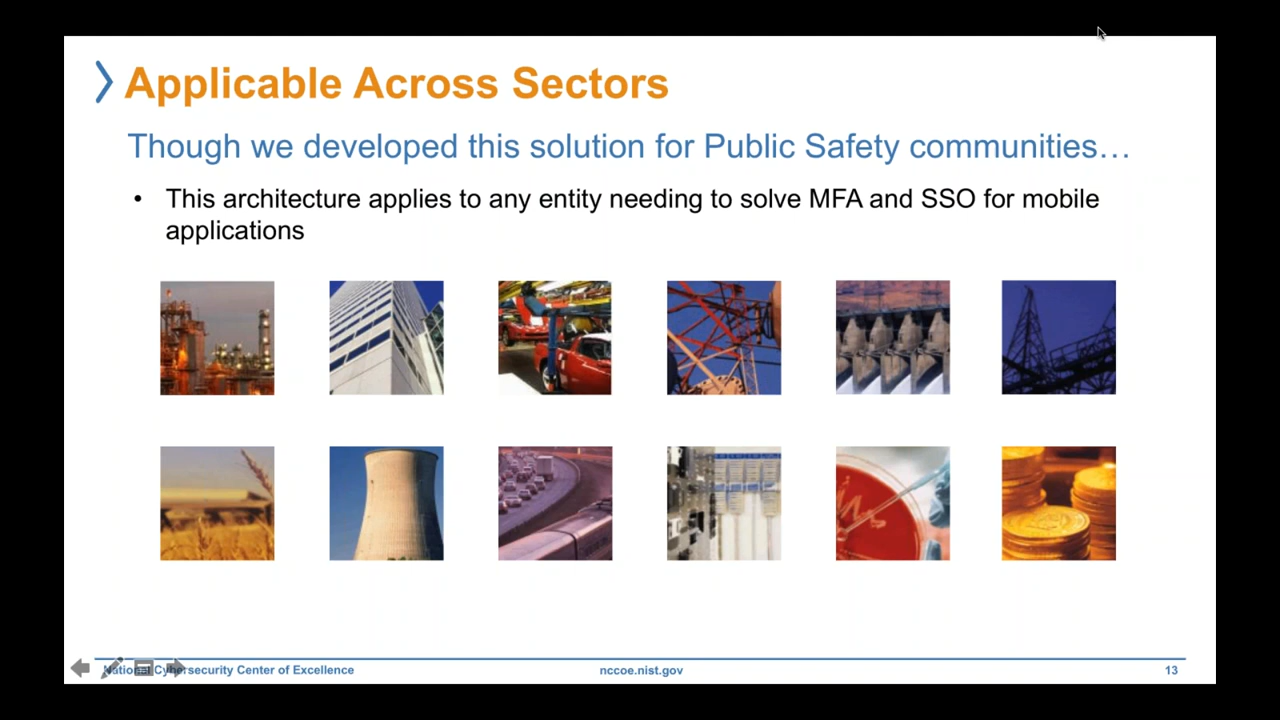 Applicable Across Sectors
Though we developed this solution for Public Safety communities…
• This architecture applies to any entity needing to solve MFA and SSO for mobile
applications
National Cybersecurity Center of Excellence
nccoe.nist.gov
13